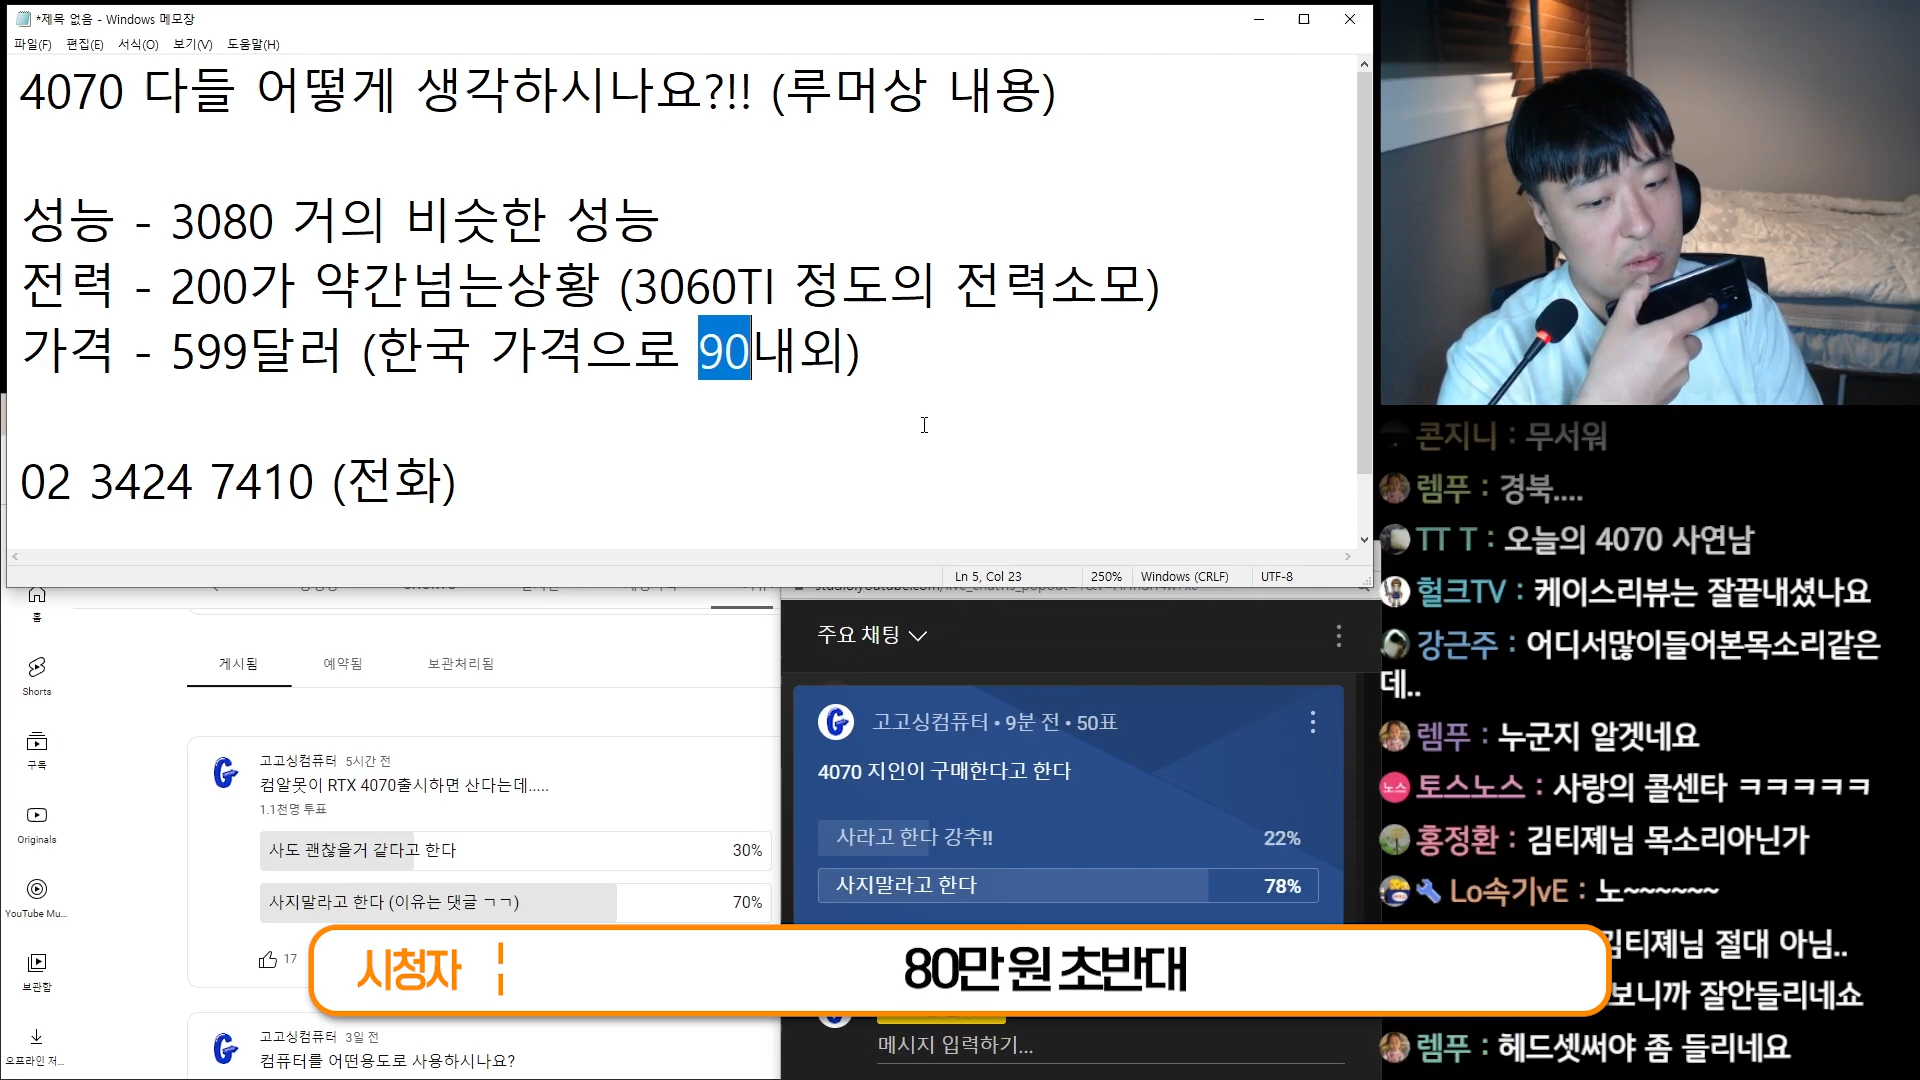 *제목 없음 - Windows 메모장
파일(F) 편집(E) 서식(O) 보기(V) 도움말(H)
4070 다들 어떻게 생각하시나요?!! (루머상 내용)
성능 - 3080 거의 비슷한 성능
전력 - 200가 약간넘는상황 (3060TI 정도의 전력소모)
가격 - 599달러 (한국 가격으로 90내외)
02 3424 7410 (전화)
Ln 5, Col 23
250%
Windows (CRLF)
UTF-8
홈
Shorts
구독
Originals
YouTube Mu...
보관함
오프라인 저...
게시됨
예약됨
보관처리됨
고고싱컴퓨터 5시간 전
컴알못이 RTX 4070출시하면 산다는데.....
1.1천명 투표
사도 괜찮을거 같다고 한다 30%
사지말라고 한다 (이유는 댓글 ㄱㄱ) 70%
17
고고싱컴퓨터 3일 전
컴퓨터를 어떤용도로 사용하시나요?
주요 채팅
고고싱컴퓨터 • 9분 전 • 50표
4070 지인이 구매한다고 한다
사라고 한다 강추!! 22%
사지말라고 한다 78%
메시지 입력하기...
시청자
80만 원 초반대
콘지니 : 무서워
렘푸 : 경북....
TT T : 오늘의 4070 사연남
헐크TV : 케이스리뷰는 잘끝내셨나요
강근주 : 어디서많이들어본목소리같은
데..
렘푸 : 누군지 알겟네요
노스 토스노스 : 사랑의 콜센타 ㅋㅋㅋㅋㅋ
홍정환 : 김티제님 목소리아닌가
Lo속기vE : 노~~~~~~
김티졔님 절대 아님..
보니까 잘안들리네쇼
렘푸 : 헤드셋써야 좀 들리네요